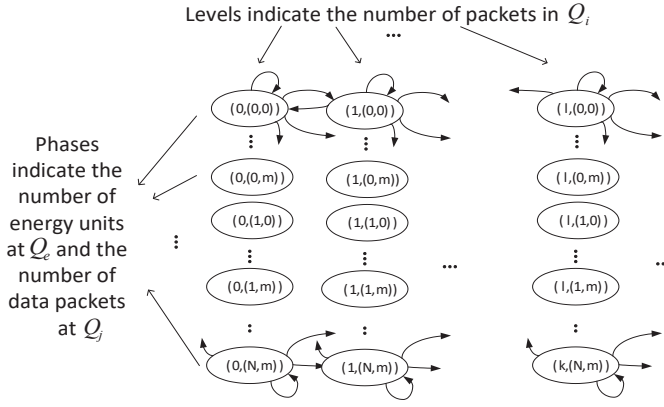 Levels indicate the number of packets in Q_i
...
(0,(0,0)) (1,(0,0)) (l,(0,0))
Phases
indicate the
number of
energy units
at Q_e and the
number of
data packets
at Q_j
(0,(0,m)) (1,(0,m)) (l,(0,m))
(0,(1,0)) (1,(1,0)) (l,(1,0))
...
(0,(1,m)) (1,(1,m)) (l,(1,m))
(0,(N,m)) (1,(N,m)) (k,(N,m))